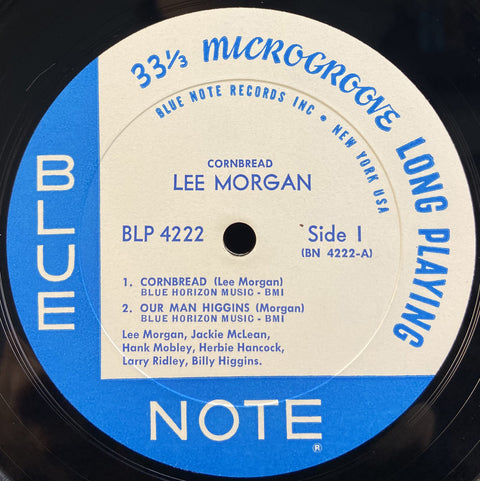 33⅓ MICROGROOVE LONG PLAYING
BLUE NOTE RECORDS INC • NEW YORK USA
CORNBREAD
LEE MORGAN
BLP 4222
Side 1
(BN 4222-A)
1. CORNBREAD (Lee Morgan)
BLUE HORIZON MUSIC - BMI
2. OUR MAN HIGGINS (Morgan)
BLUE HORIZON MUSIC - BMI
Lee Morgan, Jackie McLean,
Hank Mobley, Herbie Hancock,
Larry Ridley, Billy Higgins.
BLUE
NOTE®